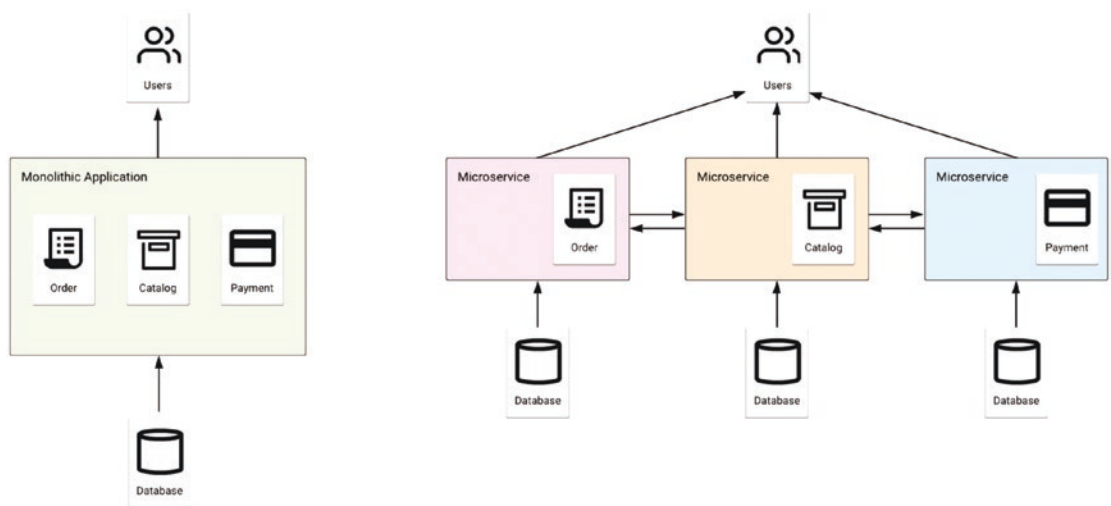 Users
Monolithic Application
Order
Catalog
Payment
Database
Users
Microservice
Order
Microservice
Catalog
Microservice
Payment
Database
Database
Database